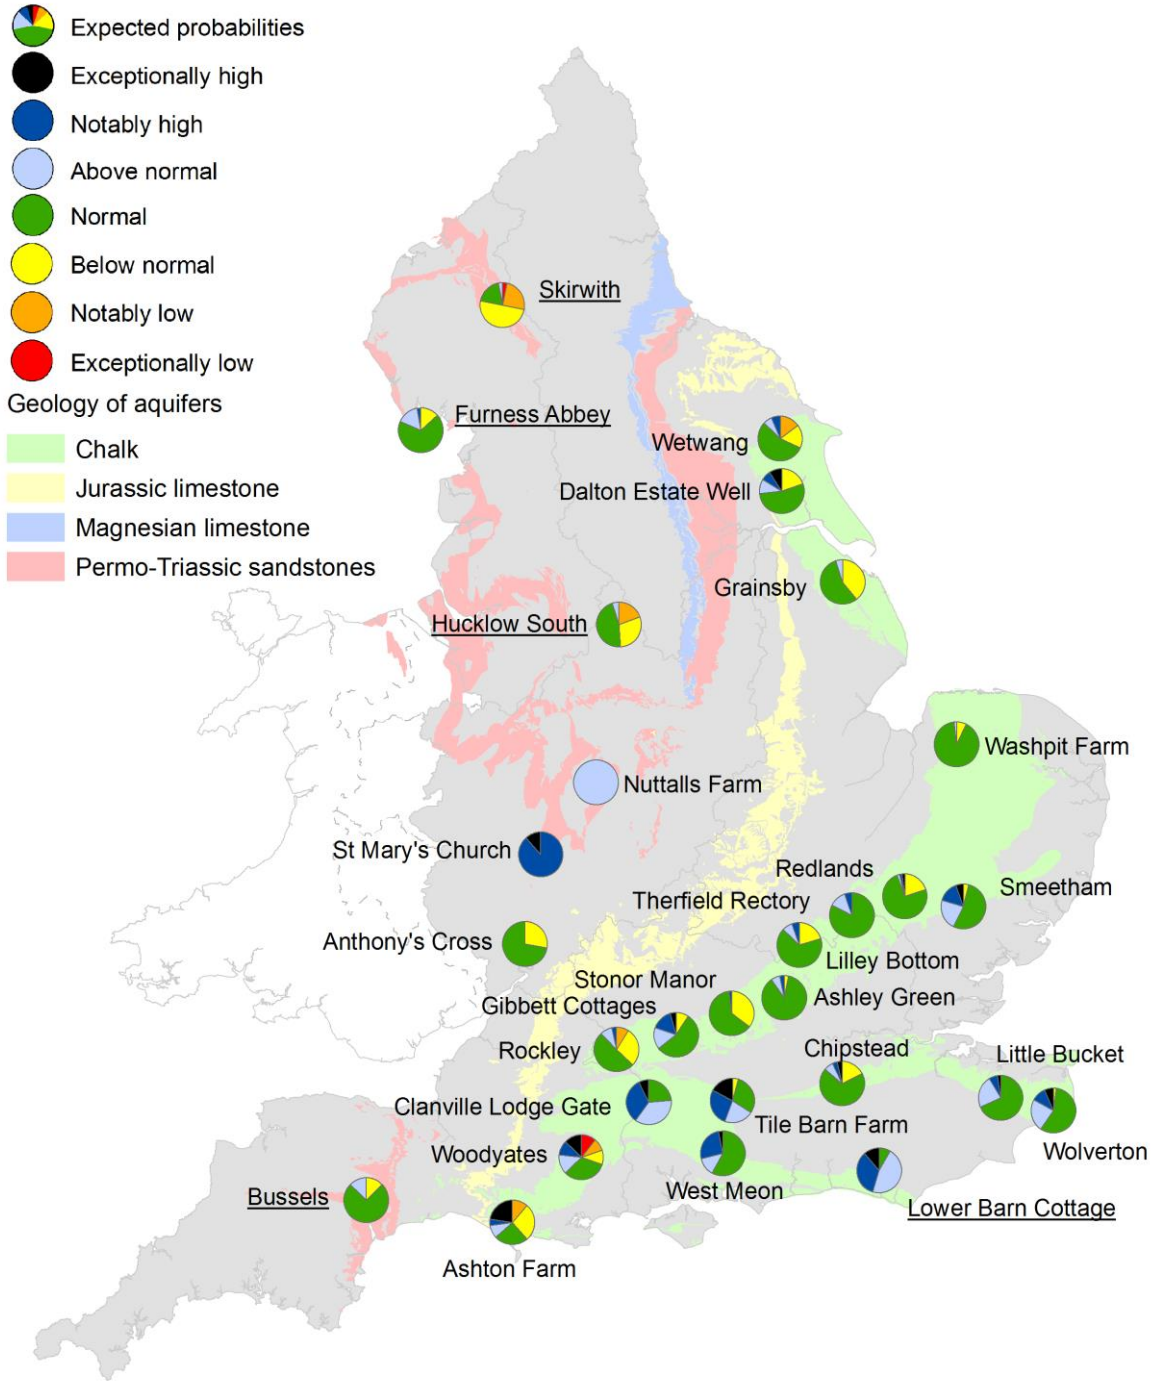 Expected probabilities
Exceptionally high
Notably high
Above normal
Normal
Below normal
Notably low
Exceptionally low
Geology of aquifers
Chalk
Jurassic limestone
Magnesian limestone
Permo-Triassic sandstones
Skirwith
Furness Abbey
Wetwang
Dalton Estate Well
Grainsby
Hucklow South
Washpit Farm
Nuttalls Farm
St Mary's Church
Redlands
Smeetham
Therfield Rectory
Anthony's Cross
Lilley Bottom
Stonor Manor
Ashley Green
Gibbett Cottages
Rockley
Chipstead
Little Bucket
Clanville Lodge Gate
Tile Barn Farm
Wolverton
Woodyates
West Meon
Bussels
Lower Barn Cottage
Ashton Farm